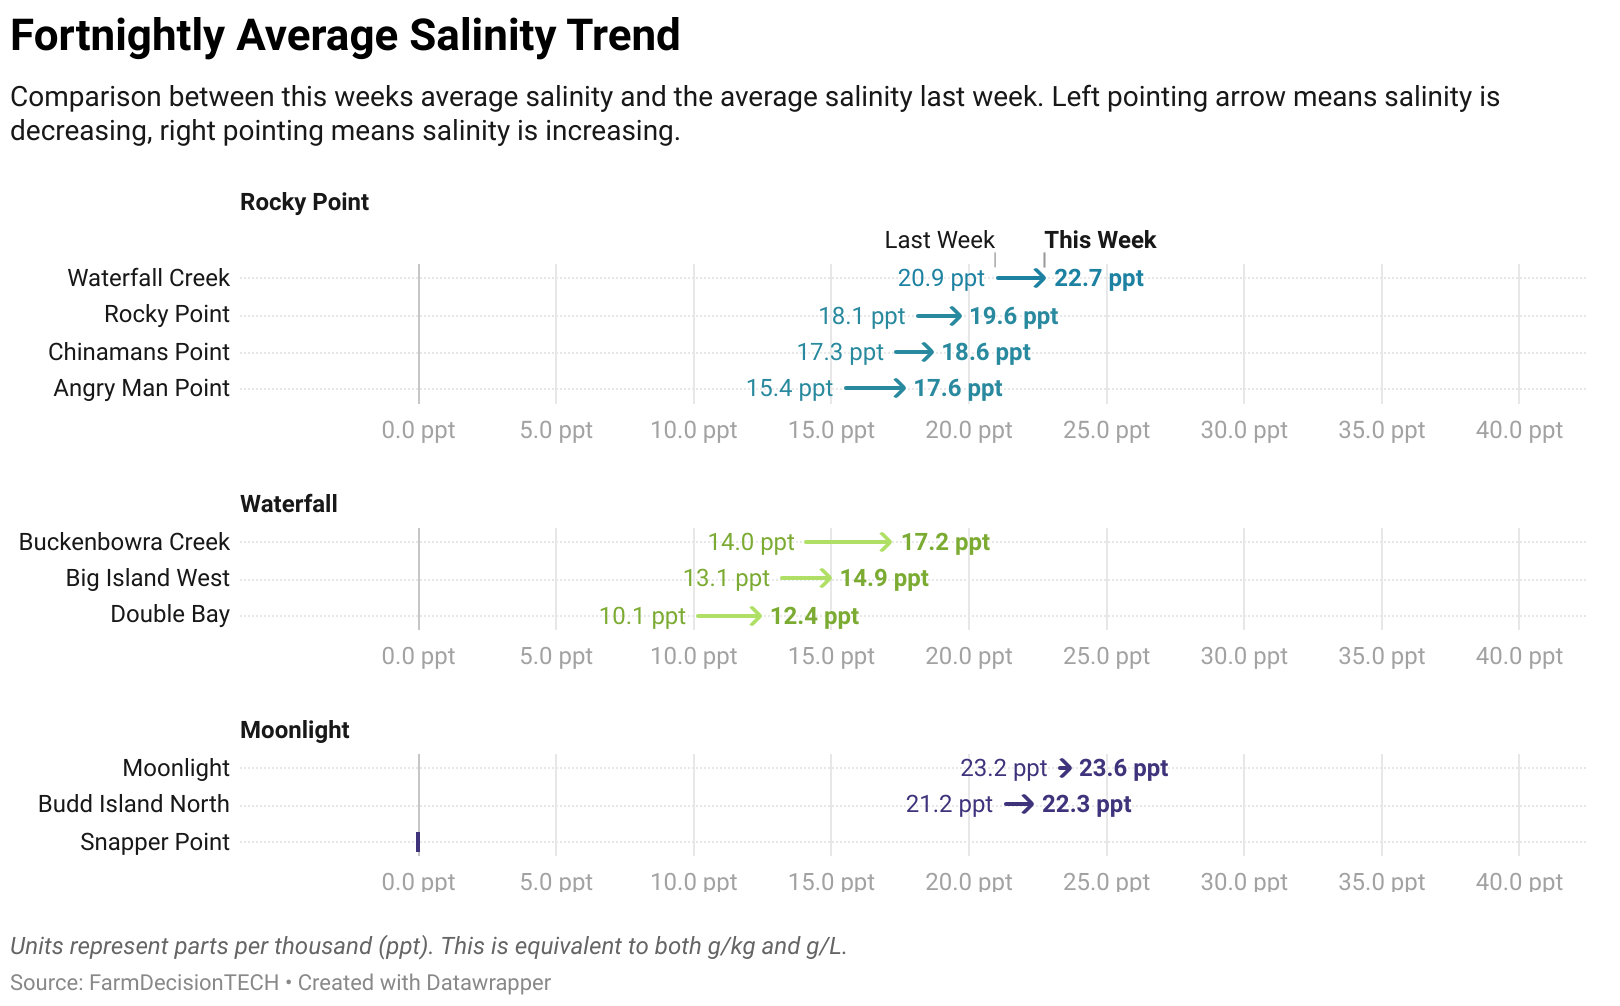 Fortnightly Average Salinity Trend
Comparison between this weeks average salinity and the average salinity last week. Left pointing arrow means salinity is
decreasing, right pointing means salinity is increasing.
Rocky Point
Last Week This Week
Waterfall Creek 20.9 ppt 22.7 ppt
Rocky Point 18.1 ppt 19.6 ppt
Chinamans Point 17.3 ppt 18.6 ppt
Angry Man Point 15.4 ppt 17.6 ppt
0.0 ppt 5.0 ppt 10.0 ppt 15.0 ppt 20.0 ppt 25.0 ppt 30.0 ppt 35.0 ppt 40.0 ppt
Waterfall
Buckenbowra Creek 14.0 ppt 17.2 ppt
Big Island West 13.1 ppt 14.9 ppt
Double Bay 10.1 ppt 12.4 ppt
0.0 ppt 5.0 ppt 10.0 ppt 15.0 ppt 20.0 ppt 25.0 ppt 30.0 ppt 35.0 ppt 40.0 ppt
Moonlight
Moonlight 23.2 ppt 23.6 ppt
Budd Island North 21.2 ppt 22.3 ppt
Snapper Point
0.0 ppt 5.0 ppt 10.0 ppt 15.0 ppt 20.0 ppt 25.0 ppt 30.0 ppt 35.0 ppt 40.0 ppt
Units represent parts per thousand (ppt). This is equivalent to both g/kg and g/L.
Source: FarmDecisionTECH • Created with Datawrapper